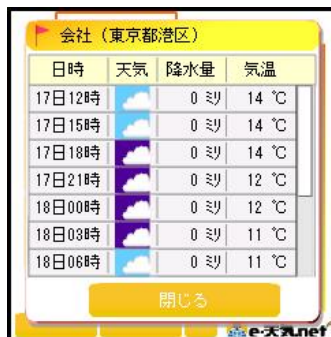 会社（東京都港区）
日時 天気 降水量 気温
17日12時 0 ミリ 14 ℃
17日15時 0 ミリ 14 ℃
17日18時 0 ミリ 14 ℃
17日21時 0 ミリ 12 ℃
18日00時 0 ミリ 12 ℃
18日03時 0 ミリ 11 ℃
18日06時 0 ミリ 11 ℃
閉じる
e-天気.net